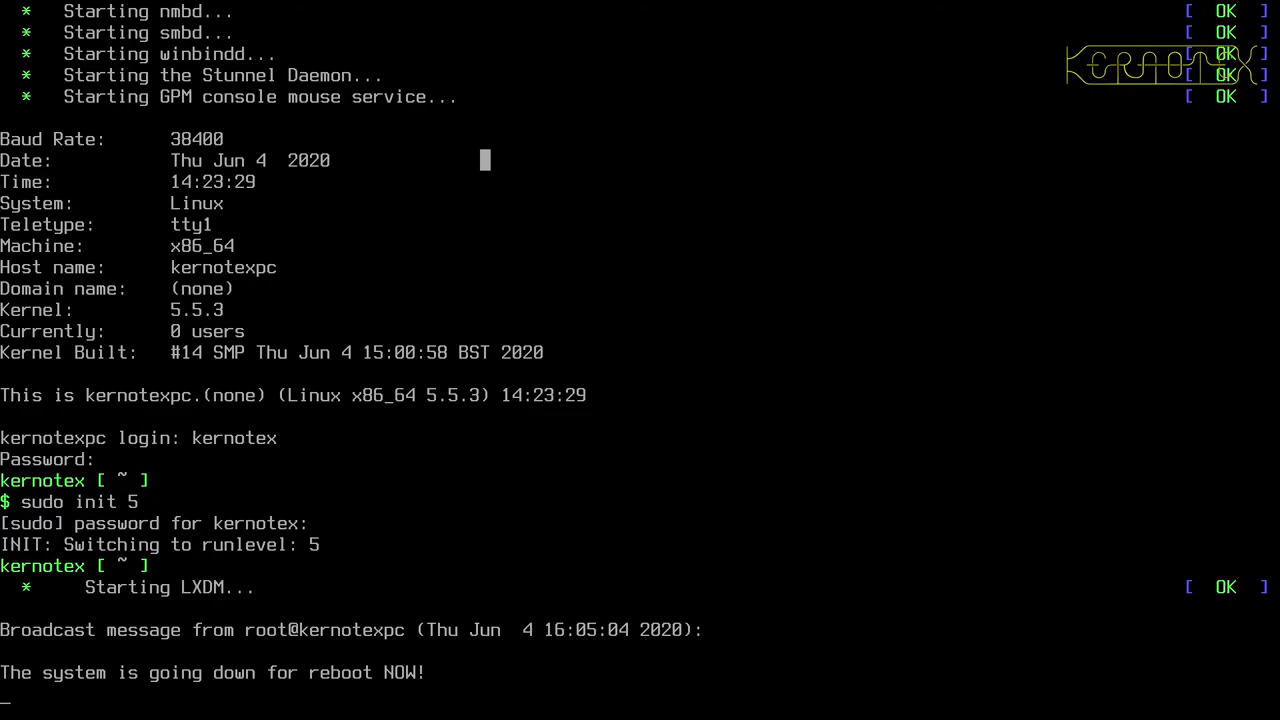 * Starting nmbd... [ OK ]
* Starting smbd... [ OK ]
* Starting winbindd... [ OK ]
* Starting the Stunnel Daemon... [ OK ]
* Starting GPM console mouse service... [ OK ]
KERNOTEX
Baud Rate: 38400
Date: Thu Jun 4  2020
Time: 14:23:29
System: Linux
Teletype: tty1
Machine: x86_64
Host name: kernotexpc
Domain name: (none)
Kernel: 5.5.3
Currently: 0 users
Kernel Built: #14 SMP Thu Jun 4 15:00:58 BST 2020
This is kernotexpc.(none) (Linux x86_64 5.5.3) 14:23:29
kernotexpc login: kernotex
Password:
kernotex [ ~ ]
$ sudo init 5
[sudo] password for kernotex:
INIT: Switching to runlevel: 5
kernotex [ ~ ]
* Starting LXDM... [ OK ]
Broadcast message from root@kernotexpc (Thu Jun  4 16:05:04 2020):
The system is going down for reboot NOW!
_